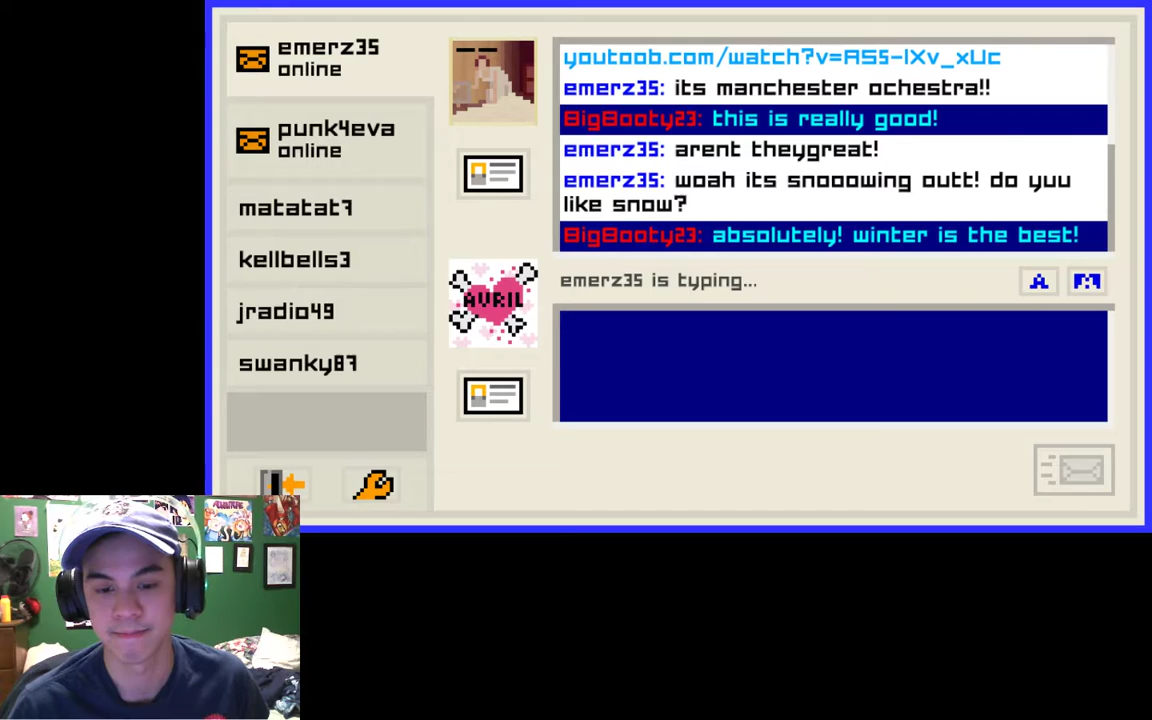 emerz35
online
punk4eva
online
matatat7
kellbells3
jradio49
swanky87
youtoob.com/watch?v=AS5-lXv_xUc
emerz35: its manchester ochestra!!
BigBooty23: this is really good!
emerz35: arent theygreat!
emerz35: woah its snooowing outt! do yuu
like snow?
BigBooty23: absolutely! winter is the best!
emerz35 is typing...
A
AVRIL